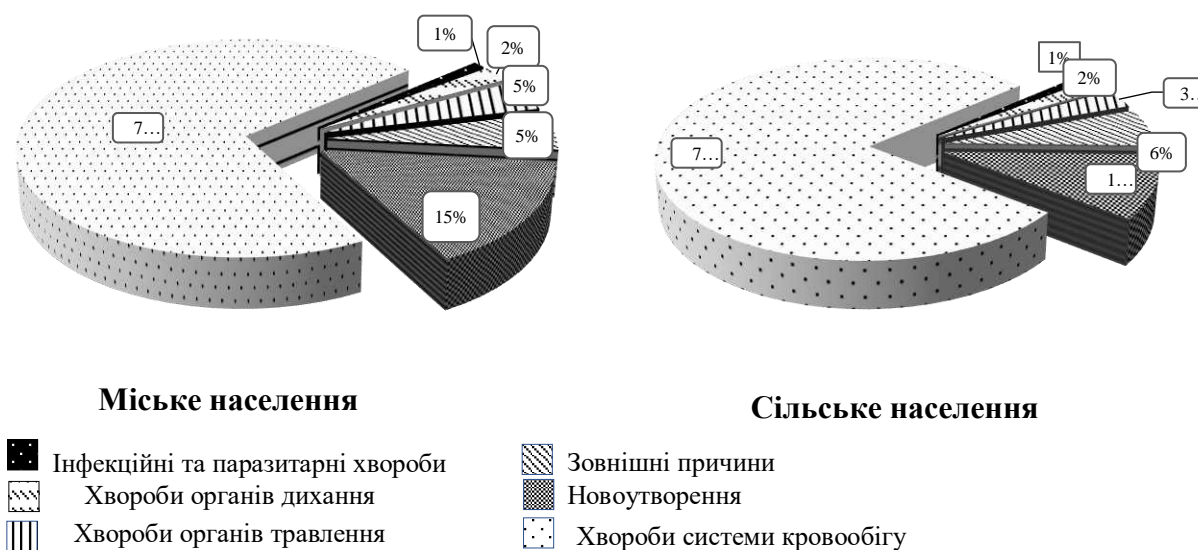 1%
2%
5%
5%
15%
7...
1%
2%
3...
6%
1...
7...
Міське населення
Сільське населення
Інфекційні та паразитарні хвороби
Хвороби органів дихання
Хвороби органів травлення
Зовнішні причини
Новоутворення
Хвороби системи кровообігу